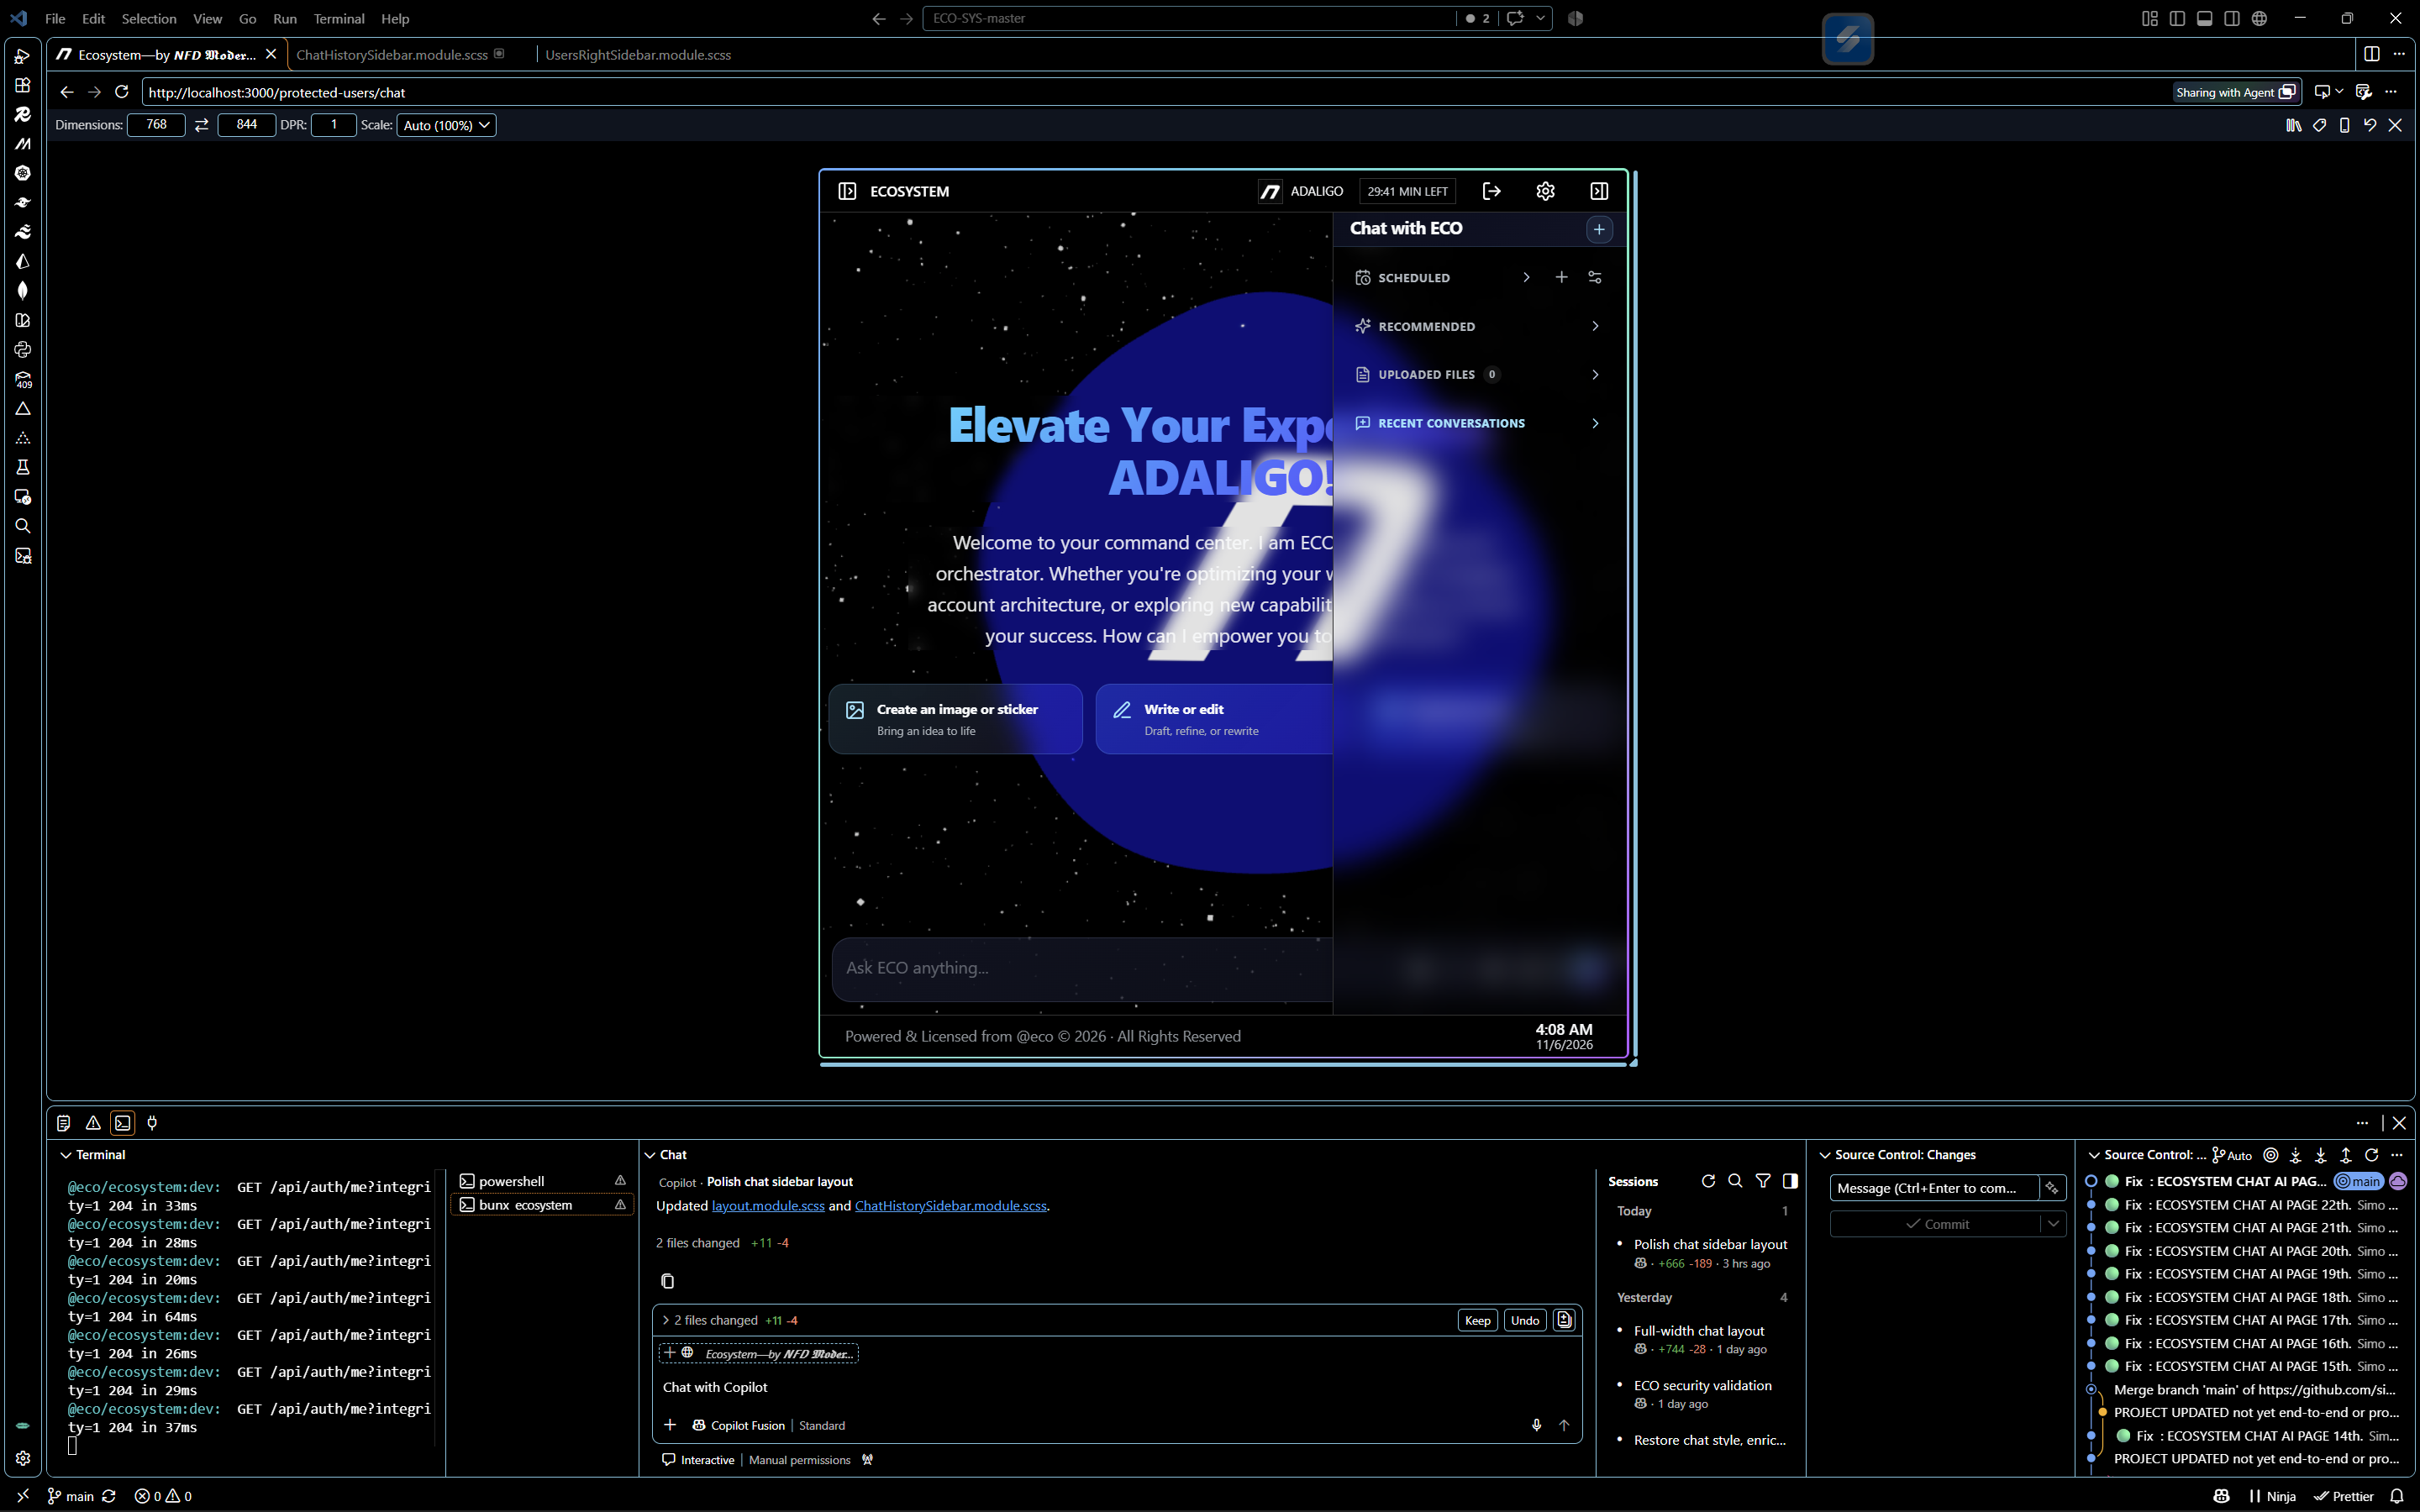 File Edit Selection View Go Run Terminal Help
ECO-SYS-master
2
Ecosystem—by 𝑵𝑭𝑫 𝕸𝖔𝖉𝖊𝖗...
ChatHistorySidebar.module.scss
UsersRightSidebar.module.scss
http://localhost:3000/protected-users/chat
Sharing with Agent
Dimensions: 768 844 DPR: 1 Scale: Auto (100%)
ECOSYSTEM
ADALIGO
29:41 MIN LEFT
Chat with ECO
SCHEDULED
RECOMMENDED
UPLOADED FILES 0
RECENT CONVERSATIONS
Elevate Your Expe
ADALIGO!
Welcome to your command center. I am ECO
orchestrator. Whether you're optimizing your w
account architecture, or exploring new capabilit
your success. How can I empower you to
Create an image or sticker
Bring an idea to life
Write or edit
Draft, refine, or rewrite
Ask ECO anything...
Powered & Licensed from @eco © 2026 · All Rights Reserved
4:08 AM
11/6/2026
409
Terminal
@eco/ecosystem:dev: GET /api/auth/me?integri
ty=1 204 in 33ms
@eco/ecosystem:dev: GET /api/auth/me?integri
ty=1 204 in 28ms
@eco/ecosystem:dev: GET /api/auth/me?integri
ty=1 204 in 20ms
@eco/ecosystem:dev: GET /api/auth/me?integri
ty=1 204 in 64ms
@eco/ecosystem:dev: GET /api/auth/me?integri
ty=1 204 in 26ms
@eco/ecosystem:dev: GET /api/auth/me?integri
ty=1 204 in 29ms
@eco/ecosystem:dev: GET /api/auth/me?integri
ty=1 204 in 37ms
powershell
bunx ecosystem
Chat
Copilot · Polish chat sidebar layout
Updated layout.module.scss and ChatHistorySidebar.module.scss.
2 files changed +11 -4
2 files changed +11 -4
Keep Undo
Ecosystem—by 𝑵𝑭𝑫 𝕸𝖔𝖉𝖊𝖗...
Chat with Copilot
Copilot Fusion | Standard
Interactive | Manual permissions
Sessions
Today 1
Polish chat sidebar layout
· +666 -189 · 3 hrs ago
Yesterday 4
Full-width chat layout
· +744 -28 · 1 day ago
ECO security validation
· 1 day ago
Restore chat style, enric...
Source Control: Changes
Message (Ctrl+Enter to com...
Commit
Source Control: ... Auto
Fix : ECOSYSTEM CHAT AI PAG... main
Fix : ECOSYSTEM CHAT AI PAGE 22th. Simo ...
Fix : ECOSYSTEM CHAT AI PAGE 21th. Simo ...
Fix : ECOSYSTEM CHAT AI PAGE 20th. Simo ...
Fix : ECOSYSTEM CHAT AI PAGE 19th. Simo ...
Fix : ECOSYSTEM CHAT AI PAGE 18th. Simo ...
Fix : ECOSYSTEM CHAT AI PAGE 17th. Simo ...
Fix : ECOSYSTEM CHAT AI PAGE 16th. Simo ...
Fix : ECOSYSTEM CHAT AI PAGE 15th. Simo ...
Merge branch 'main' of https://github.com/si...
PROJECT UPDATED not yet end-to-end or pro...
Fix : ECOSYSTEM CHAT AI PAGE 14th. Sim...
PROJECT UPDATED not yet end-to-end or pro...
main 0 0
Ninja Prettier